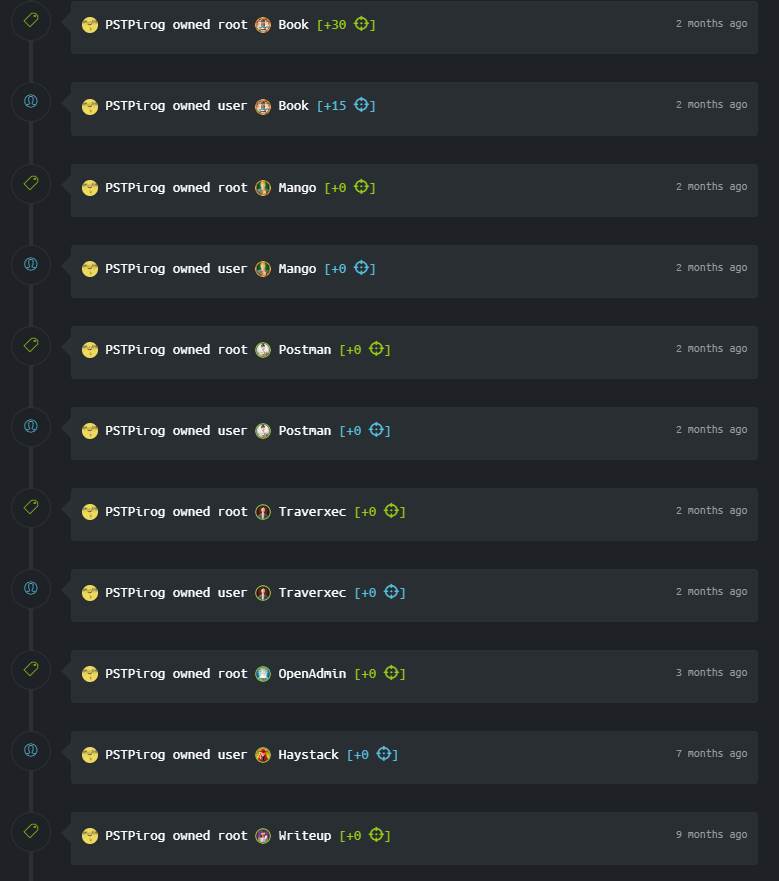 PSTPirog owned root Book [+30 ] 2 months ago
PSTPirog owned user Book [+15 ] 2 months ago
PSTPirog owned root Mango [+0 ] 2 months ago
PSTPirog owned user Mango [+0 ] 2 months ago
PSTPirog owned root Postman [+0 ] 2 months ago
PSTPirog owned user Postman [+0 ] 2 months ago
PSTPirog owned root Traverxec [+0 ] 2 months ago
PSTPirog owned user Traverxec [+0 ] 2 months ago
PSTPirog owned root OpenAdmin [+0 ] 3 months ago
PSTPirog owned user Haystack [+0 ] 7 months ago
PSTPirog owned root Writeup [+0 ] 9 months ago